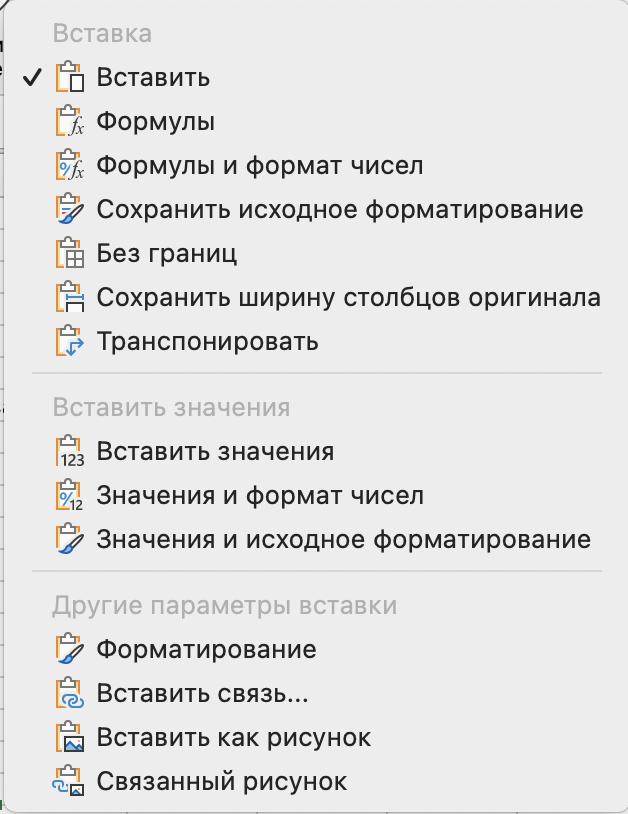 Вставка
Вставить
Формулы
Формулы и формат чисел
Сохранить исходное форматирование
Без границ
Сохранить ширину столбцов оригинала
Транспонировать
Вставить значения
Вставить значения
Значения и формат чисел
Значения и исходное форматирование
Другие параметры вставки
Форматирование
Вставить связь...
Вставить как рисунок
Связанный рисунок